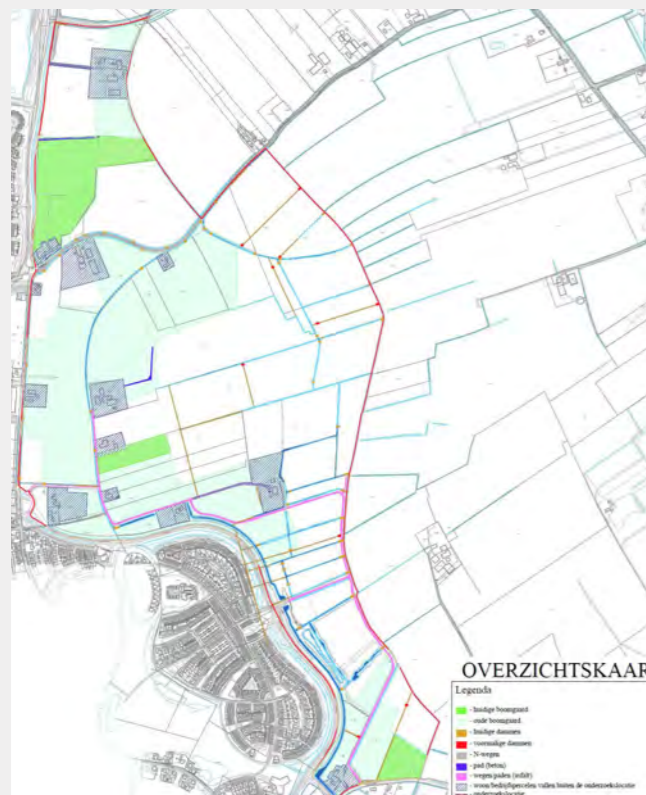 OVERZICHTSKAAR
Legenda
- huidige boomgaard
- oude boomgaard
- huidige dammen
- voormalige dammen
- N-wegen
- pad (beton)
- wegen/paden (asfalt)
- woon/bedrijfspercelen vallen buiten de onderzoekslocatie
- onderzoekslocatie